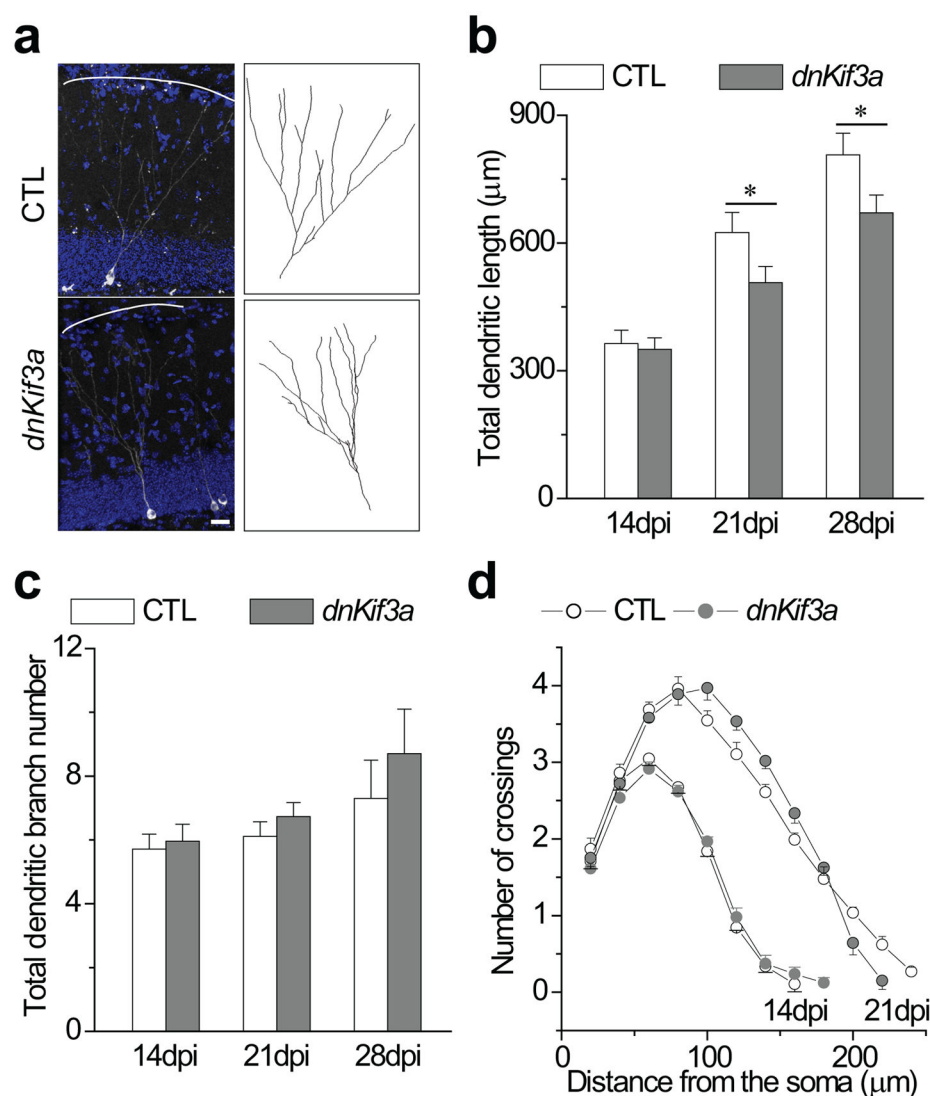 a
CTL
dnKif3a
b
CTL dnKif3a
Total dendritic length (μm)
900
600
300
0
* *
14dpi 21dpi 28dpi
c
CTL dnKif3a
Total dendritic branch number
12
8
4
0
14dpi 21dpi 28dpi
d
CTL dnKif3a
Number of crossings
4
3
2
1
0
14dpi 21dpi
0 100 200
Distance from the soma (μm)